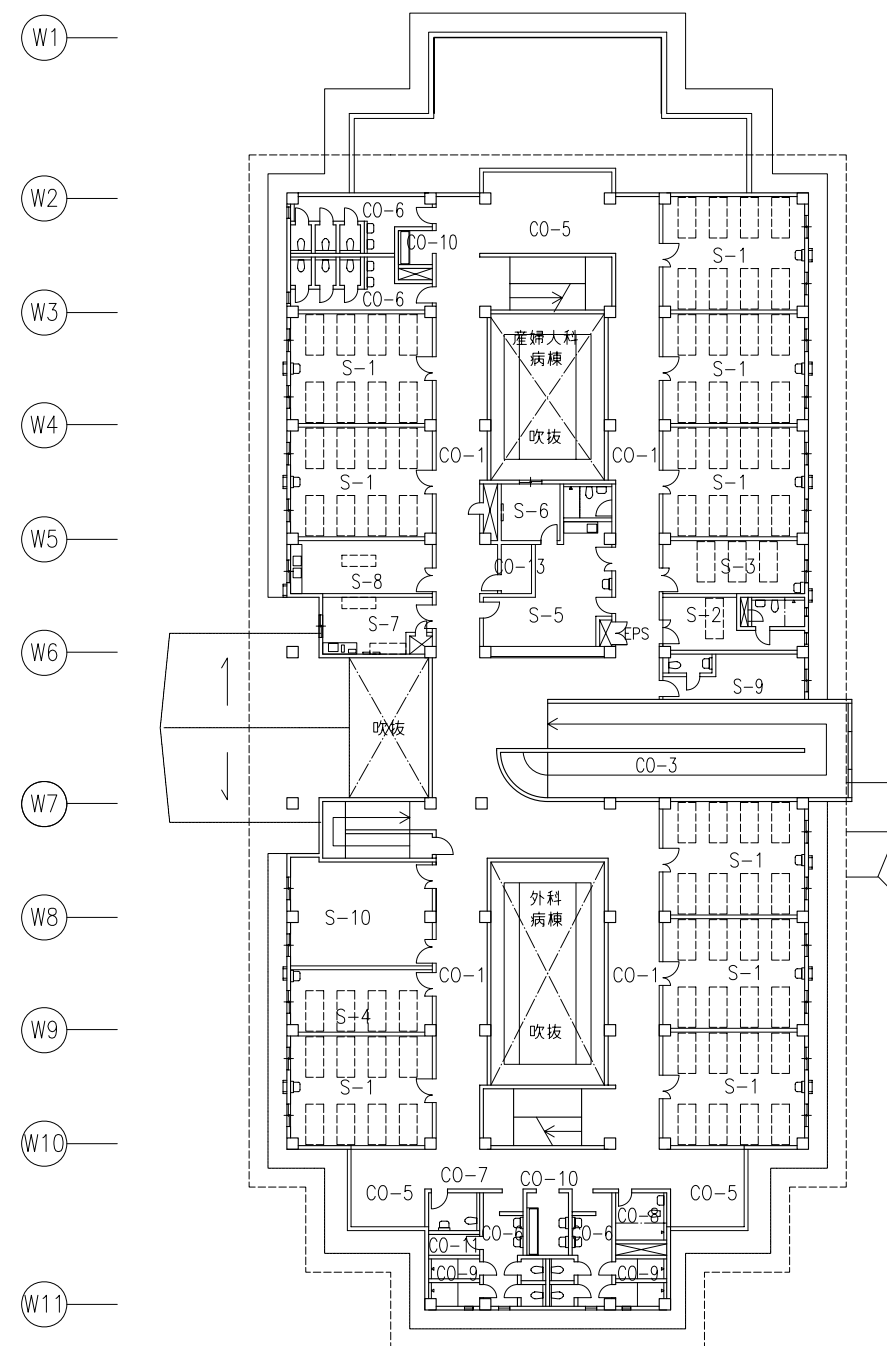 W1
W2
CO-6
CO-10
CO-5
S-1
CO-6
W3
産婦人科
病棟
S-1
S-1
W4
吹抜
CO-1
CO-1
S-1
S-1
S-6
W5
CO-13
S-8
S-3
S-7
S-5
S-2
EPS
W6
S-9
吹抜
CO-3
W7
S-1
外科
病棟
W8
S-10
CO-1
CO-1
S-1
S-4
W9
吹抜
S-1
S-1
W10
CO-7
CO-10
CO-5
CO-5
CO-8
CO-6
CO-6
CO-11
CO-9
CO-9
W11